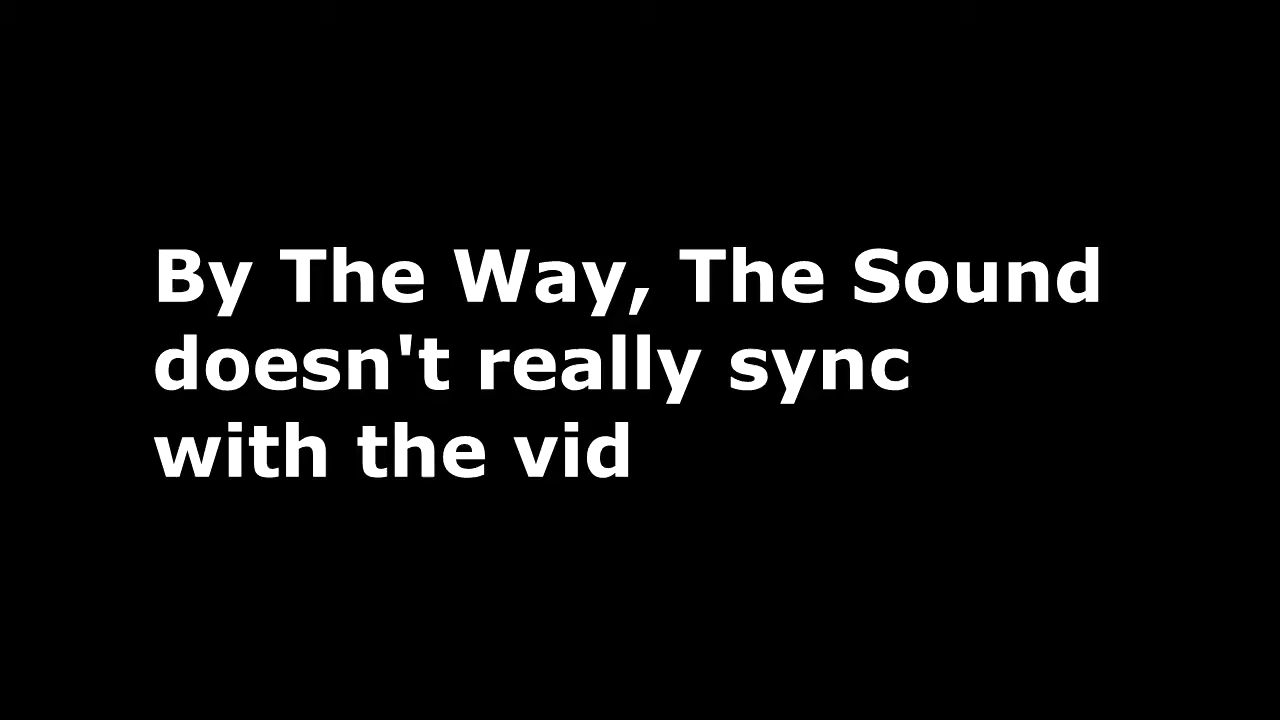 By The Way, The Sound
doesn't really sync
with the vid